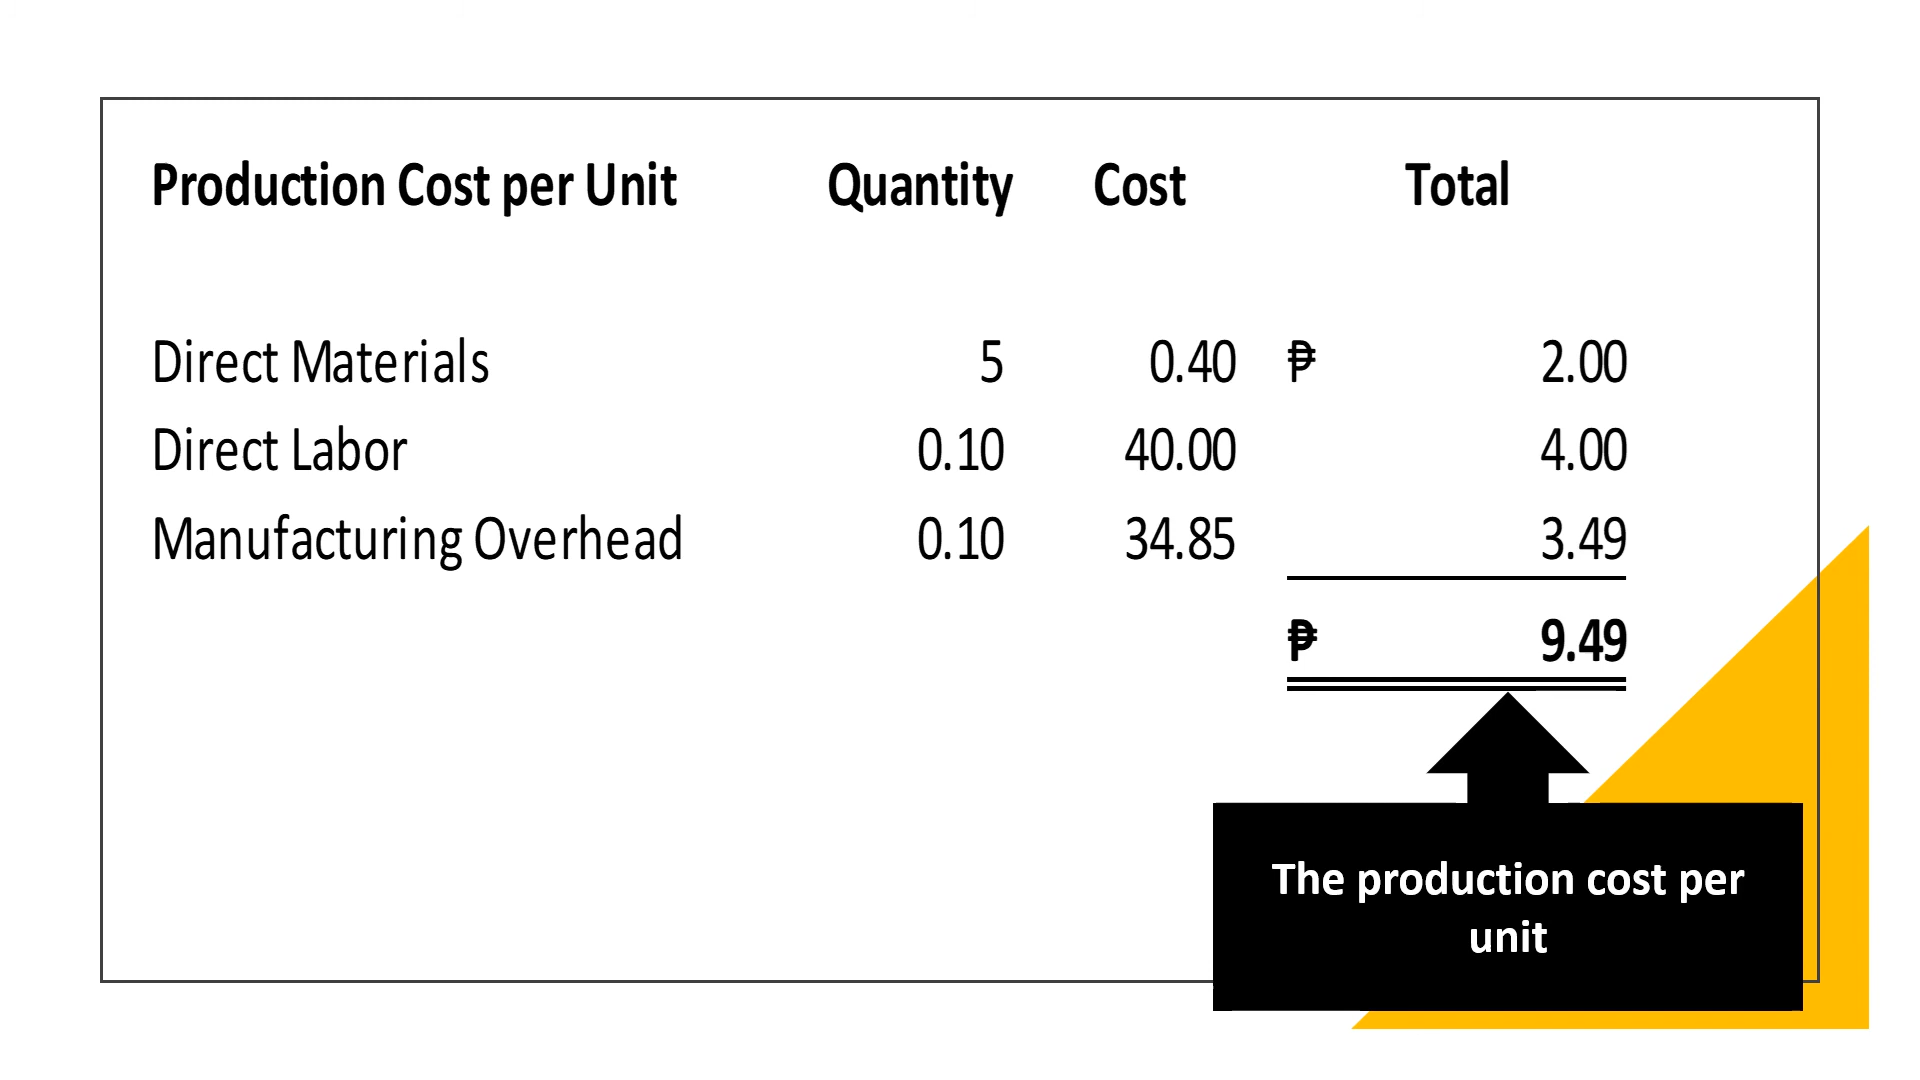 Production Cost per Unit Quantity Cost Total
Direct Materials 5 0.40 ₱ 2.00
Direct Labor 0.10 40.00 4.00
Manufacturing Overhead 0.10 34.85 3.49
₱ 9.49
The production cost per
unit